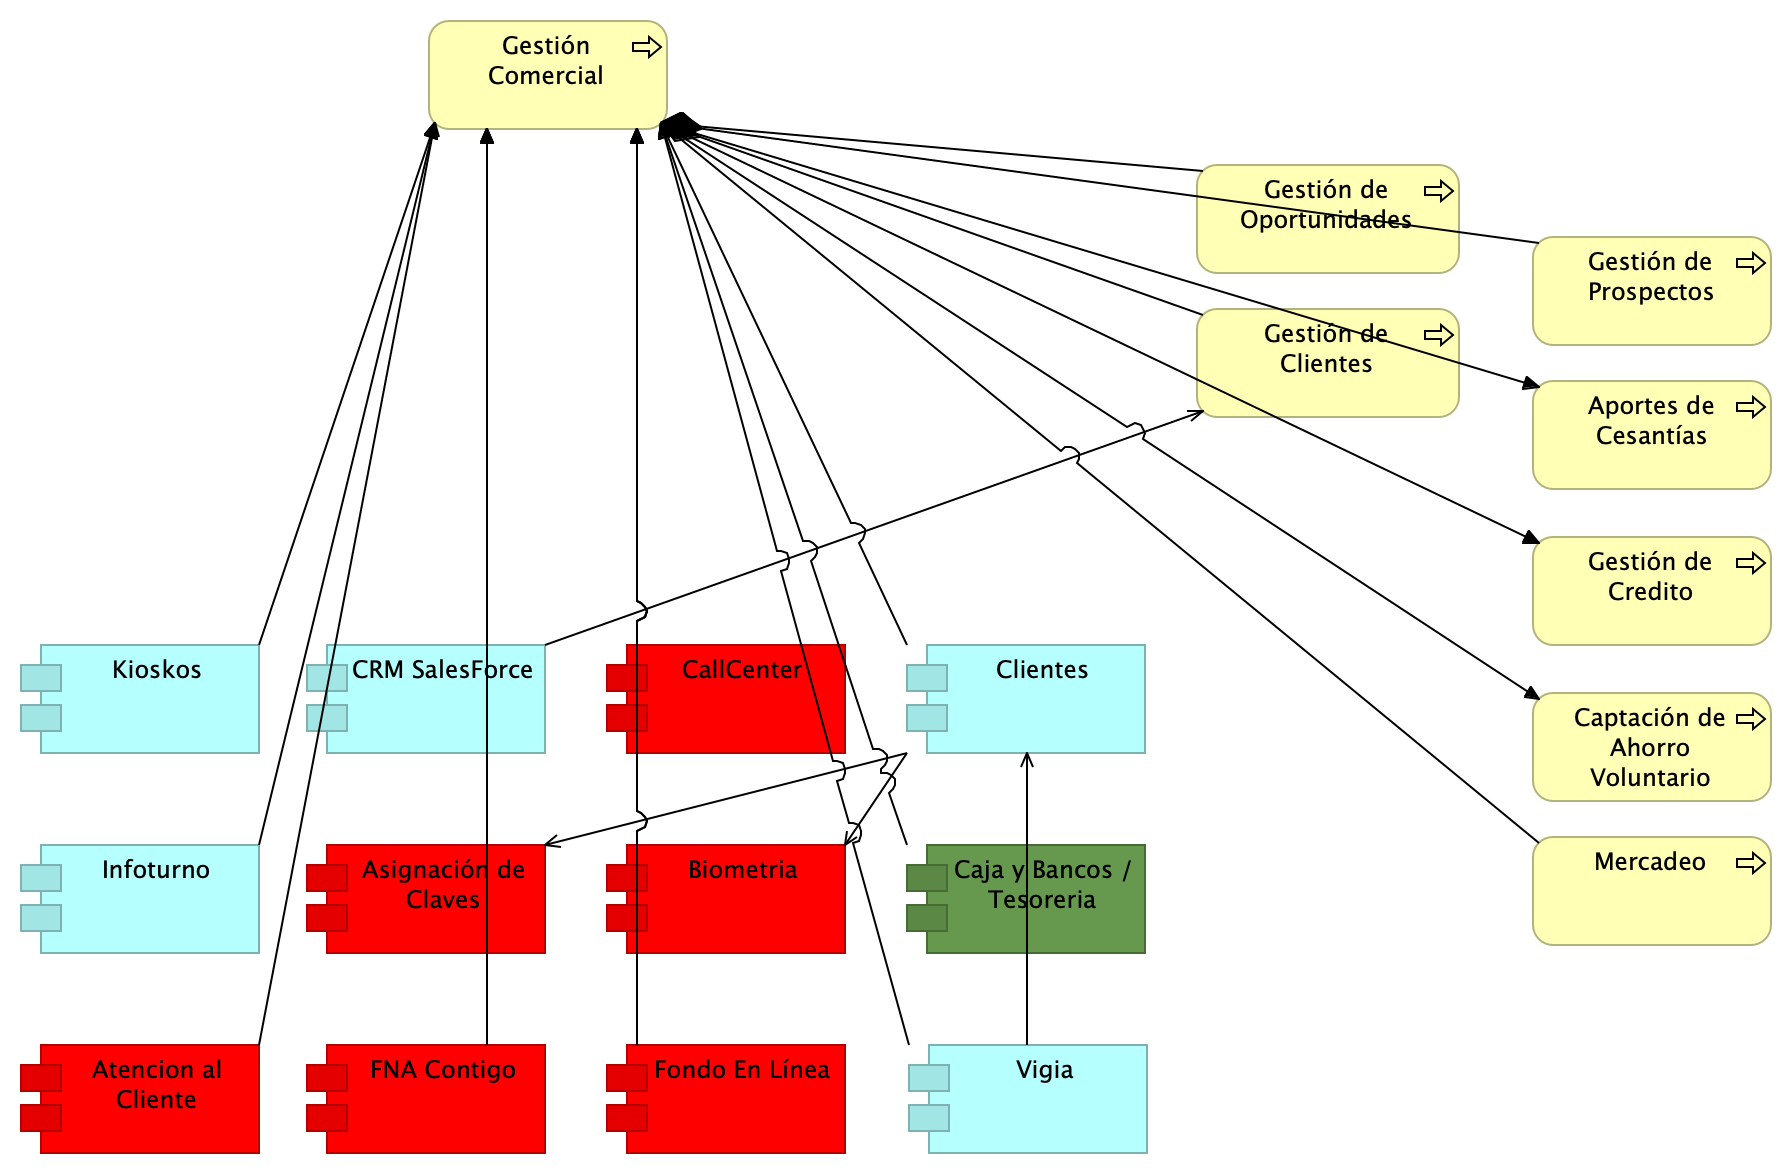 Gestión
Comercial
Gestión de
Oportunidades
Gestión de
Prospectos
Gestión de
Clientes
Aportes de
Cesantías
Gestión de
Credito
Kioskos
CRM SalesForce
CallCenter
Clientes
Captación de
Ahorro
Voluntario
Infoturno
Asignación de
Claves
Biometria
Caja y Bancos /
Tesoreria
Mercadeo
Atencion al
Cliente
FNA Contigo
Fondo En Línea
Vigia